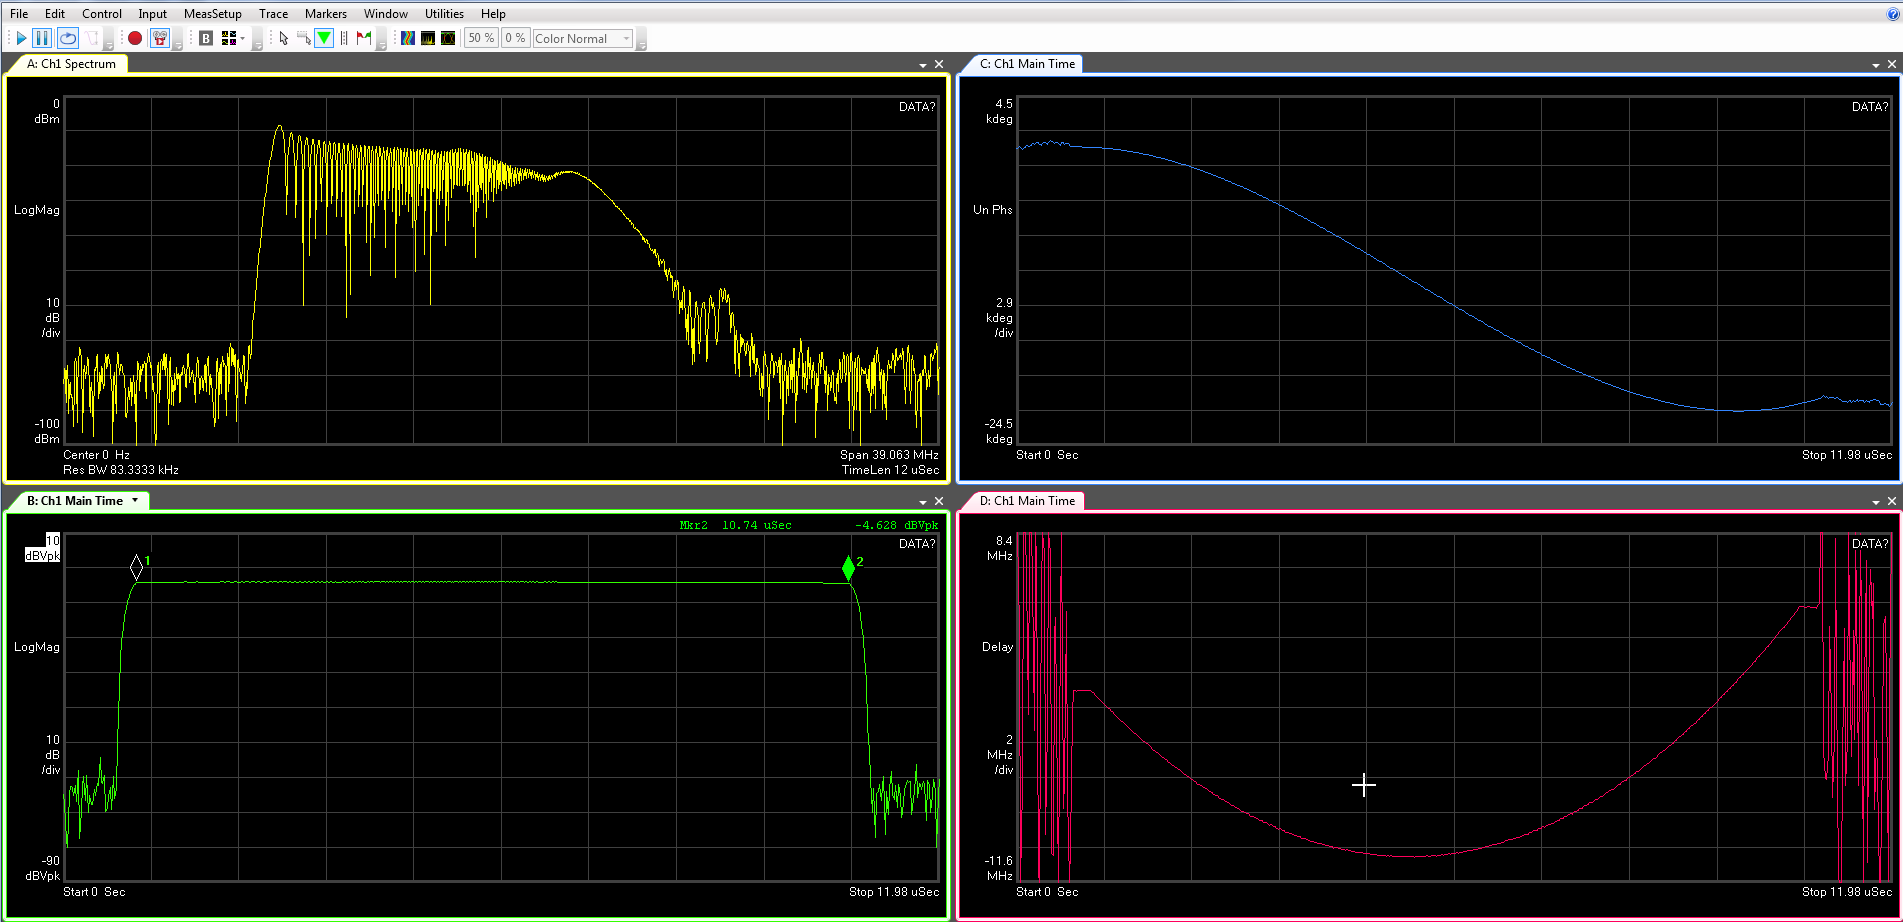 File Edit Control Input MeasSetup Trace Markers Window Utilities Help
B 50 % 0 % Color Normal
A: Ch1 Spectrum
0
dBm
DATA?
LogMag
10
dB
/div
-100
dBm
Center 0 Hz
Span 39.063 MHz
Res BW 83.3333 kHz
TimeLen 12 uSec
C: Ch1 Main Time
4.5
kdeg
DATA?
Un Phs
2.9
kdeg
/div
-24.5
kdeg
Start 0 Sec
Stop 11.98 uSec
B: Ch1 Main Time
Mkr2 10.74 uSec -4.628 dBVpk
10
dBVpk
DATA?
1
2
LogMag
10
dB
/div
-90
dBVpk
Start 0 Sec
Stop 11.98 uSec
D: Ch1 Main Time
8.4
MHz
DATA?
Delay
2
MHz
/div
-11.6
MHz
Start 0 Sec
Stop 11.98 uSec